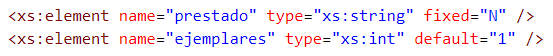 <xs:element name="prestado" type="xs:string" fixed="N" />
<xs:element name="ejemplares" type="xs:int" default="1" />